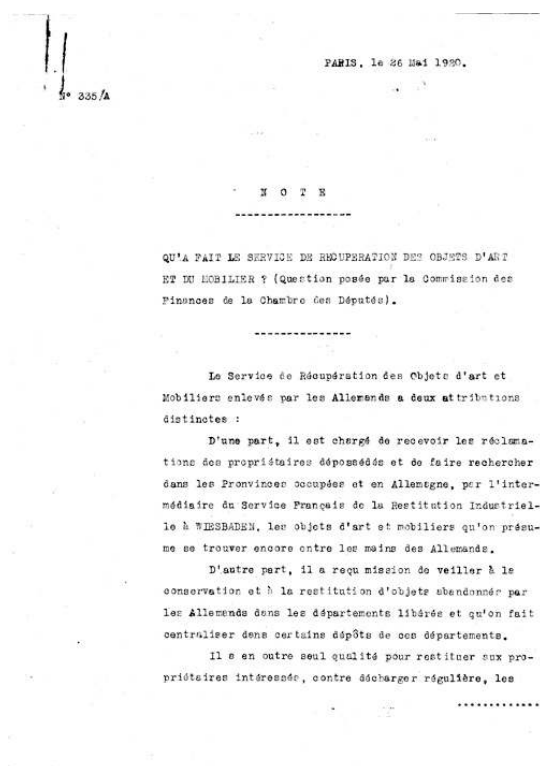 PARIS, le 26 Mai 1920.
N° 335/A
N O T E
------------------
QU'A FAIT LE SERVICE DE RECUPERATION DES OBJETS D'ART
ET DU MOBILIER ? (Question posée par la Commission des
Finances de la Chambre des Députés).
---------------
Le Service de Récupération des Objets d'art et
Mobiliers enlevés par les Allemands a deux attributions
distinctes :
D'une part, il est chargé de recevoir les réclama-
tions des propriétaires dépossédés et de faire rechercher
dans les Pronvinces occupées et en Allemagne, par l'inter-
médiaire du Service Français de la Restitution Industriel-
le à WIESBADEN, les objets d'art et mobiliers qu'on présu-
me se trouver encore entre les mains des Allemands.
D'autre part, il a reçu mission de veiller à la
conservation et à la restitution d'objets abandonnés par
les Allemands dans les départements libérés et qu'on fait
centraliser dans certains dépôts de ces départements.
Il a en outre seul qualité pour restituer aux pro-
priétaires intéressés, contre décharger régulière, les
.............